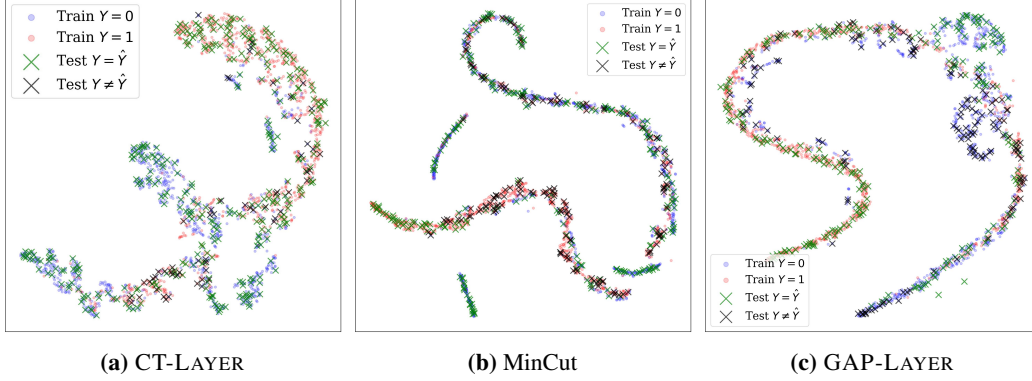 Train Y = 0
Train Y = 1
Test Y = Ŷ
Test Y ≠ Ŷ
Train Y = 0
Train Y = 1
Test Y = Ŷ
Test Y ≠ Ŷ
Train Y = 0
Train Y = 1
Test Y = Ŷ
Test Y ≠ Ŷ
(a) CT-LAYER
(b) MinCut
(c) GAP-LAYER